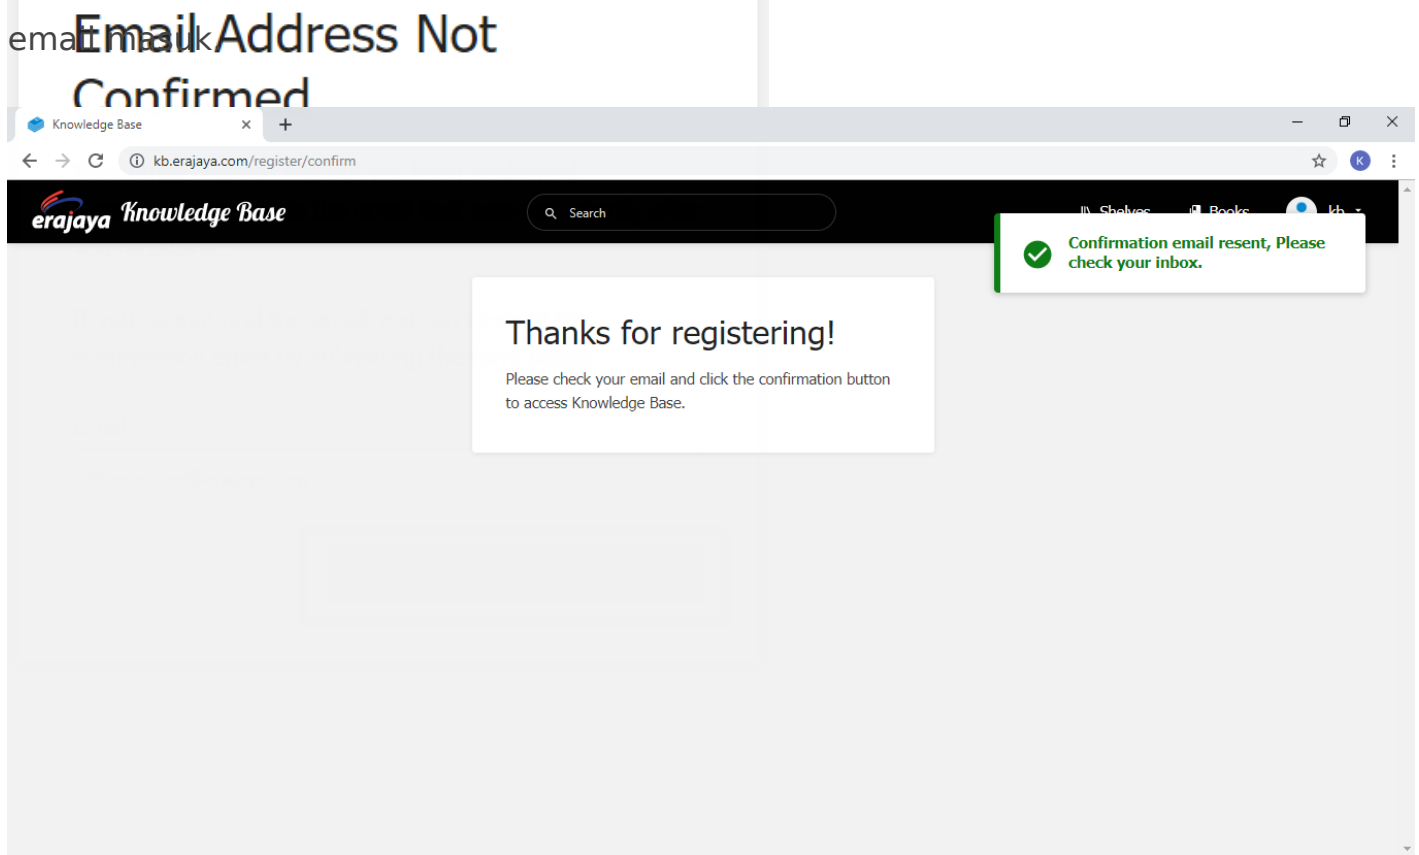 Email Address Not
email masuk.
Confirmed
Knowledge Base
kb.erajaya.com/register/confirm
K
erajaya Knowledge Base
Search
Shelves
Books
kb
Confirmation email resent, Please
check your inbox.
Thanks for registering!
Please check your email and click the confirmation button
to access Knowledge Base.